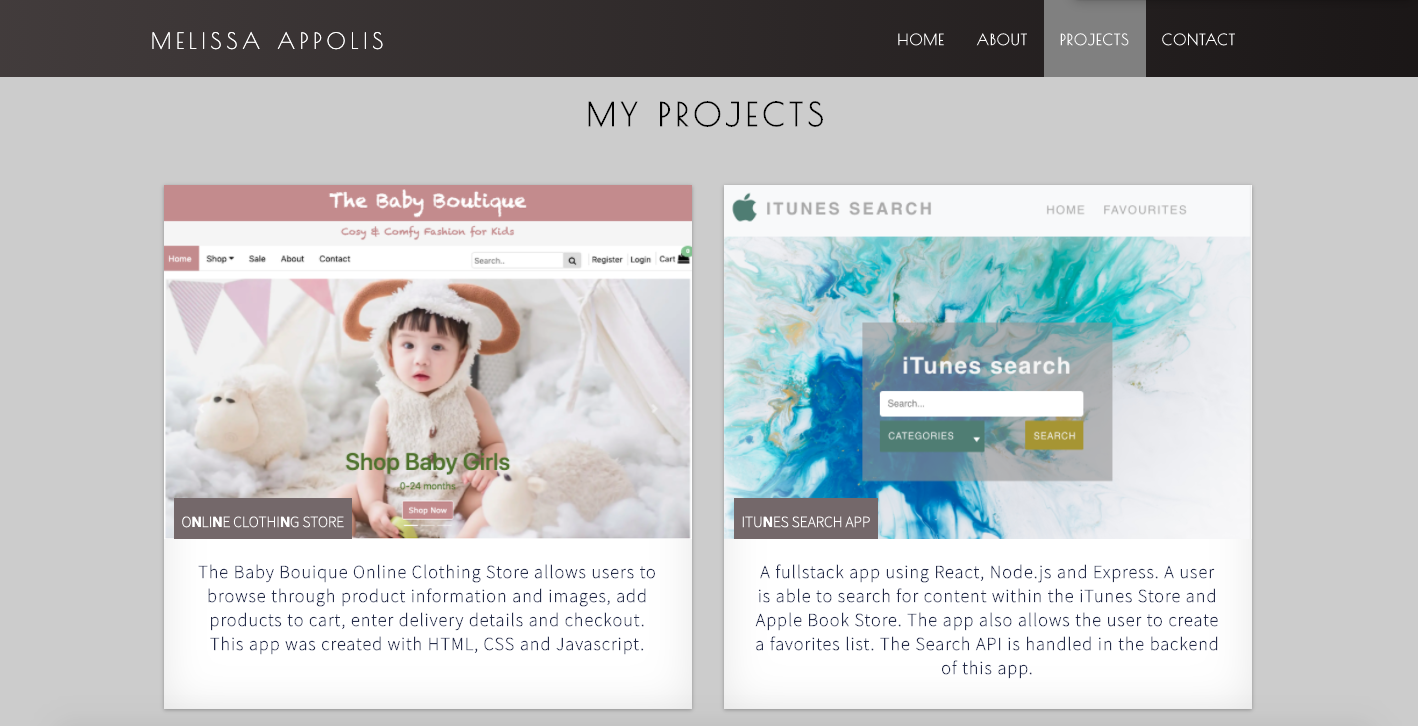 MELISSA APPOLIS
HOME ABOUT PROJECTS CONTACT
MY PROJECTS
The Baby Boutique
Cosy & Comfy Fashion for Kids
Home Shop Sale About Contact Search.. Register Login Cart 0
Shop Baby Girls
0-24 months
Shop Now
ONLINE CLOTHING STORE
The Baby Bouique Online Clothing Store allows users to
browse through product information and images, add
products to cart, enter delivery details and checkout.
This app was created with HTML, CSS and Javascript.
ITUNES SEARCH
HOME FAVOURITES
iTunes search
Search...
CATEGORIES SEARCH
ITUNES SEARCH APP
A fullstack app using React, Node.js and Express. A user
is able to search for content within the iTunes Store and
Apple Book Store. The app also allows the user to create
a favorites list. The Search API is handled in the backend
of this app.